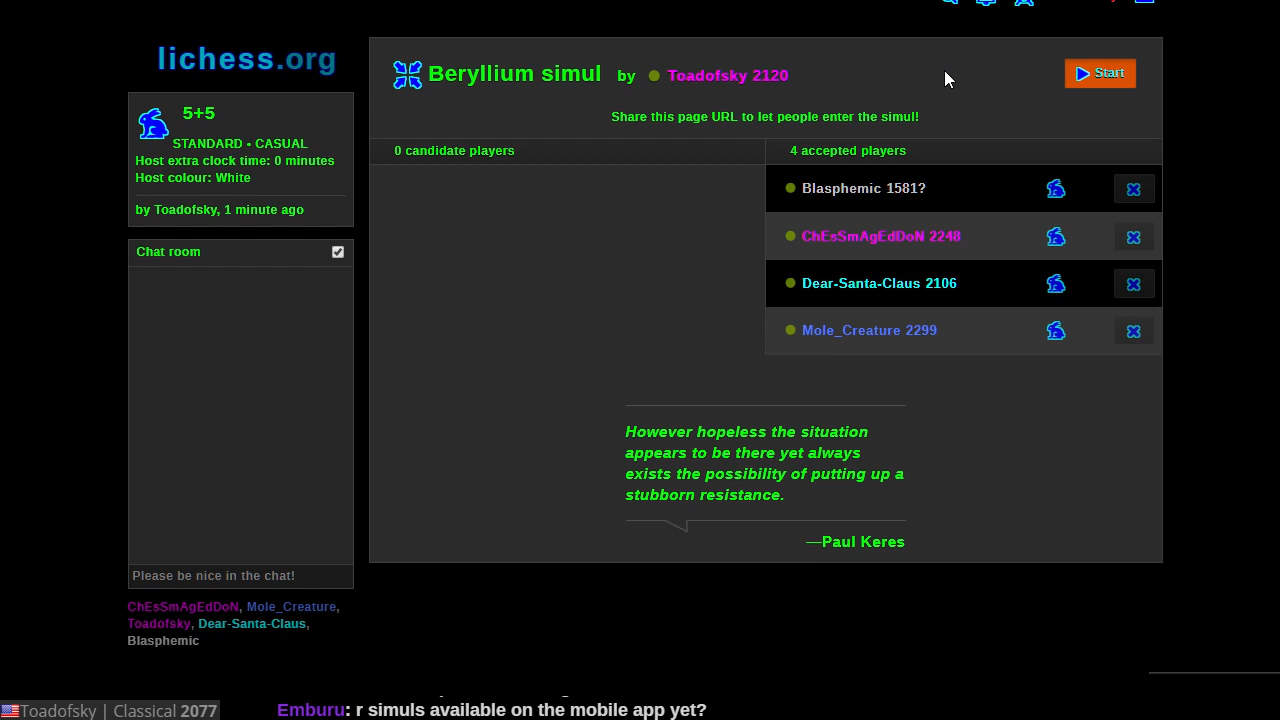 lichess.org
Beryllium simul by Toadofsky 2120
Start
5+5
STANDARD • CASUAL
Host extra clock time: 0 minutes
Host colour: White
by Toadofsky, 1 minute ago
Share this page URL to let people enter the simul!
0 candidate players
4 accepted players
Blasphemic 1581?
ChEsSmAgEdDoN 2248
Dear-Santa-Claus 2106
Mole_Creature 2299
Chat room
However hopeless the situation
appears to be there yet always
exists the possibility of putting up a
stubborn resistance.
—Paul Keres
Please be nice in the chat!
ChEsSmAgEdDoN, Mole_Creature,
Toadofsky, Dear-Santa-Claus,
Blasphemic
Toadofsky | Classical 2077
Emburu: r simuls available on the mobile app yet?